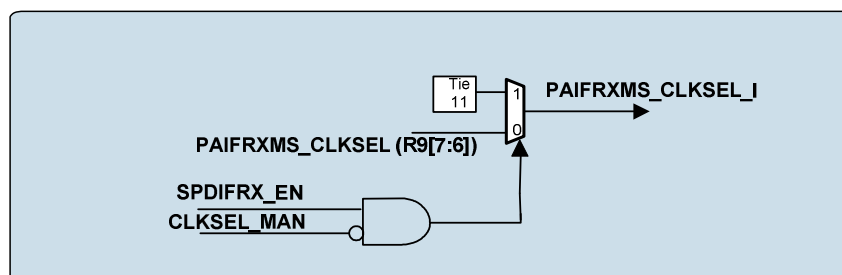 Tie
11
1
PAIFRXMS_CLKSEL_I
0
PAIFRXMS_CLKSEL (R9[7:6])
SPDIFRX_EN
CLKSEL_MAN